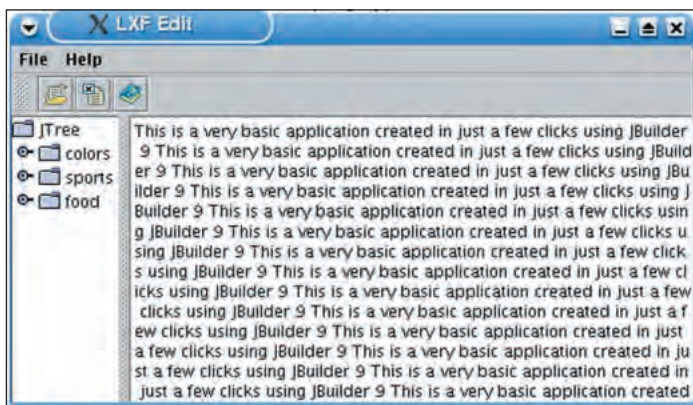 LXF Edit
File Help
JTree
colors
sports
food
This is a very basic application created in just a few clicks using JBuilder
9 This is a very basic application created in just a few clicks using JBuild
er 9 This is a very basic application created in just a few clicks using JBu
ilder 9 This is a very basic application created in just a few clicks using J
Builder 9 This is a very basic application created in just a few clicks usin
g JBuilder 9 This is a very basic application created in just a few clicks u
sing JBuilder 9 This is a very basic application created in just a few click
s using JBuilder 9 This is a very basic application created in just a few cl
icks using JBuilder 9 This is a very basic application created in just a few
clicks using JBuilder 9 This is a very basic application created in just a f
ew clicks using JBuilder 9 This is a very basic application created in just
a few clicks using JBuilder 9 This is a very basic application created in ju
st a few clicks using JBuilder 9 This is a very basic application created in
just a few clicks using JBuilder 9 This is a very basic application created